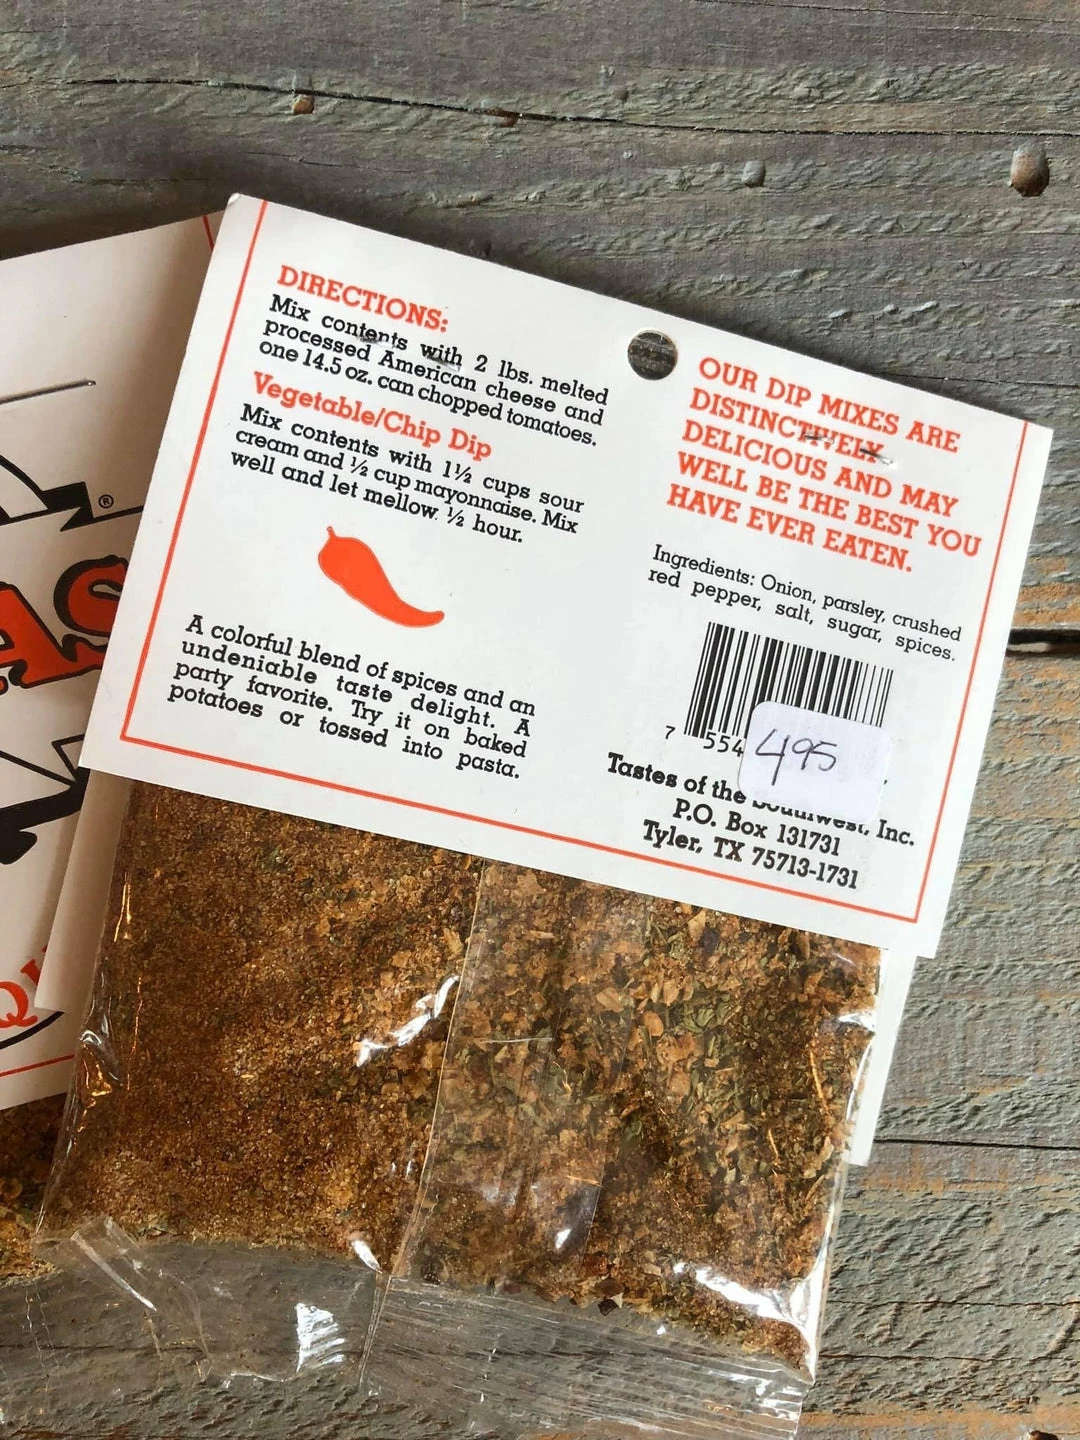 DIRECTIONS:
Mix contents with 2 lbs. melted
processed American cheese and
one 14.5 oz. can chopped tomatoes.
Vegetable/Chip Dip
Mix contents with 1½ cups sour
cream and ½ cup mayonnaise. Mix
well and let mellow ½ hour.
A colorful blend of spices and an
undeniable taste delight. A
party favorite. Try it on baked
potatoes or tossed into pasta.
OUR DIP MIXES ARE
DISTINCTIVELY
DELICIOUS AND MAY
WELL BE THE BEST YOU
HAVE EVER EATEN.
Ingredients: Onion, parsley, crushed
red pepper, salt, sugar, spices.
7 554
495
Tastes of the Southwest, Inc.
P.O. Box 131731
Tyler, TX 75713-1731
®
AS